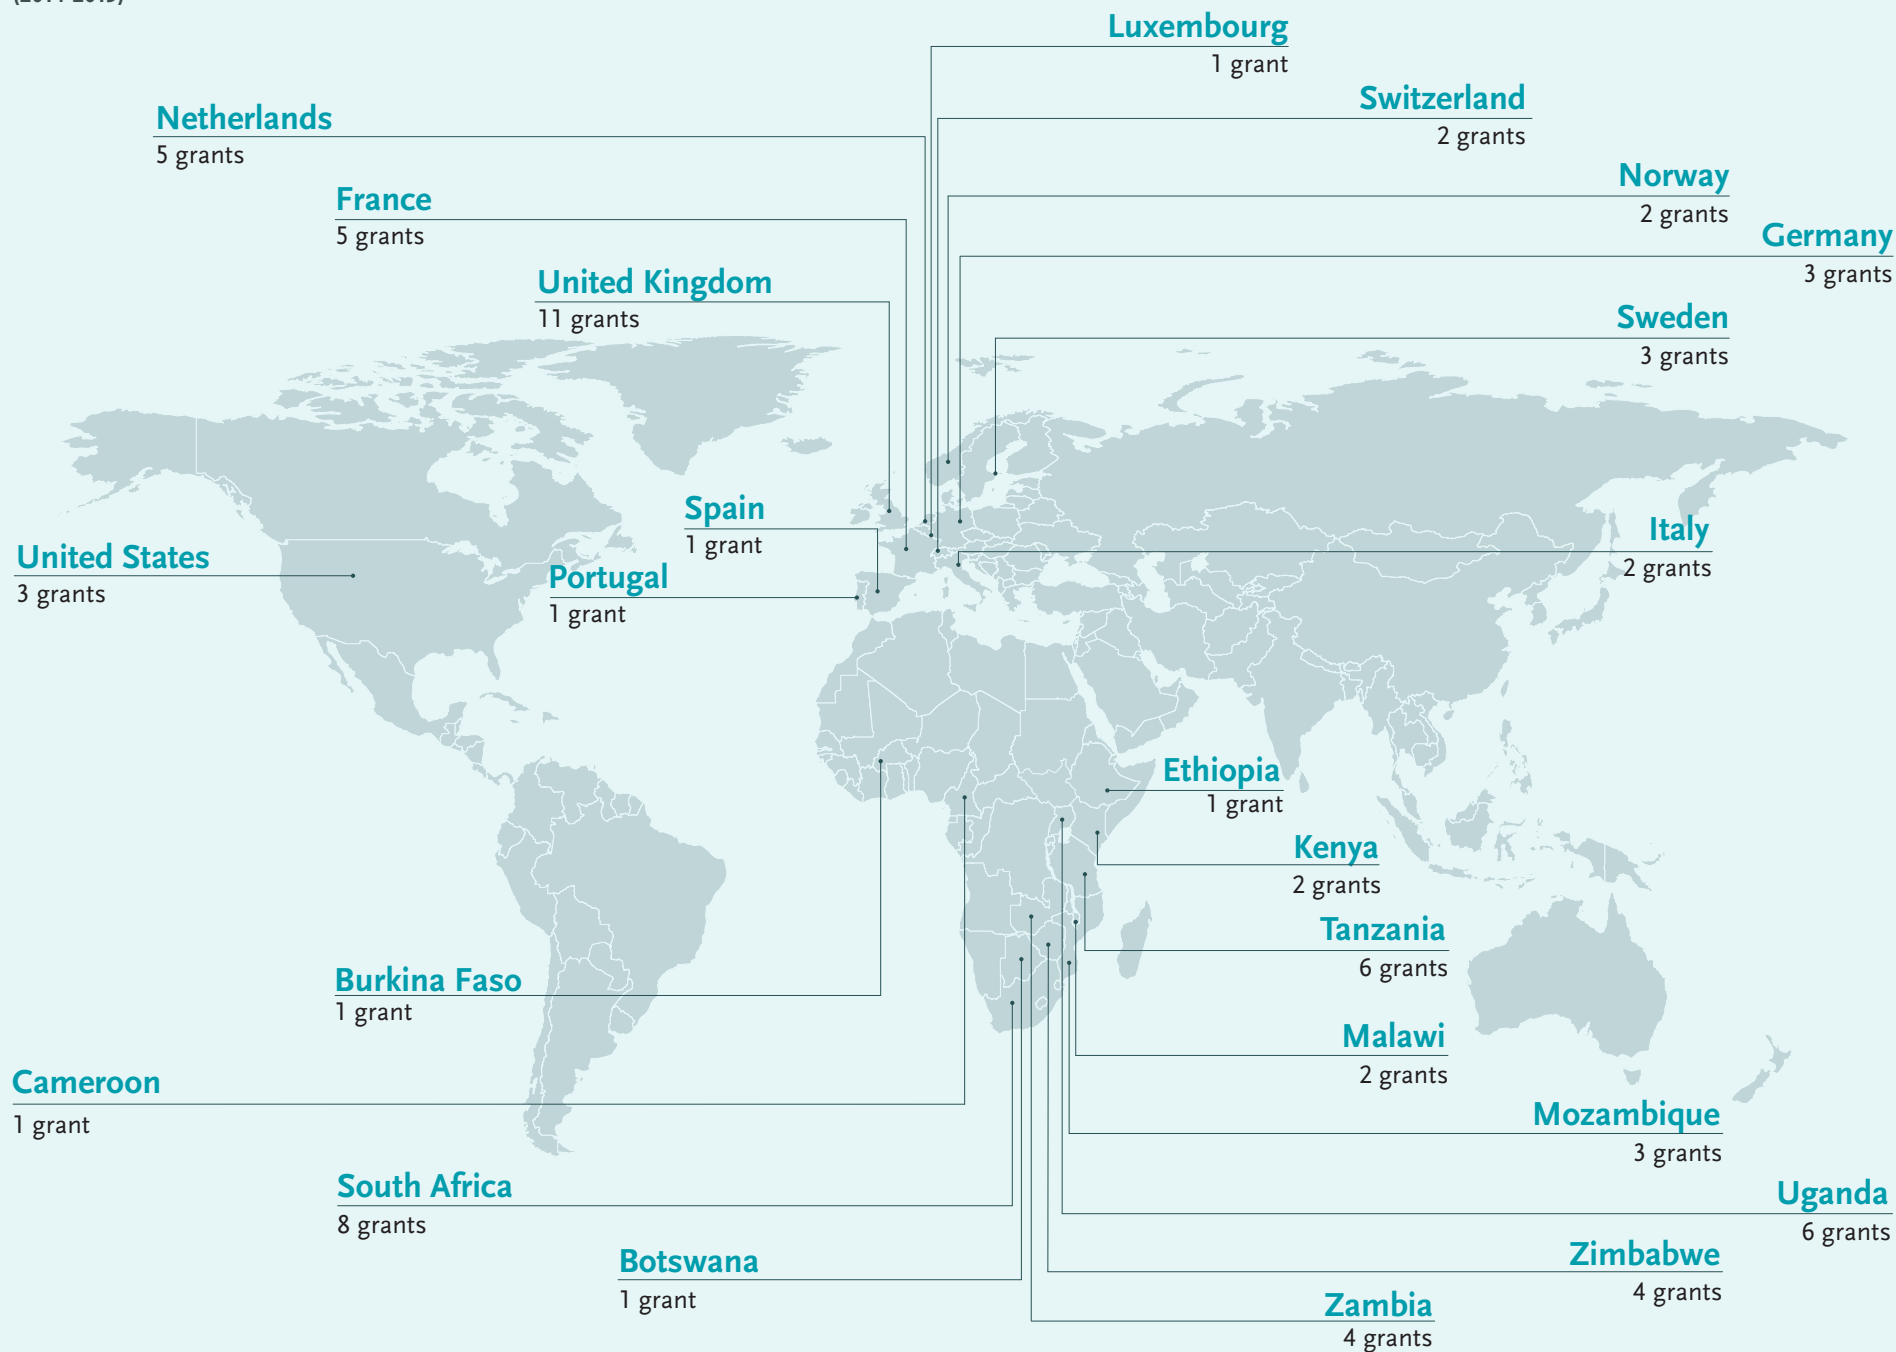 Luxembourg
1 grant
Switzerland
2 grants
Netherlands
5 grants
Norway
2 grants
France
5 grants
Germany
3 grants
United Kingdom
11 grants
Sweden
3 grants
Spain
1 grant
Italy
2 grants
United States
3 grants
Portugal
1 grant
Ethiopia
1 grant
Kenya
2 grants
Tanzania
6 grants
Burkina Faso
1 grant
Malawi
2 grants
Cameroon
1 grant
Mozambique
3 grants
South Africa
8 grants
Uganda
6 grants
Botswana
1 grant
Zimbabwe
4 grants
Zambia
4 grants